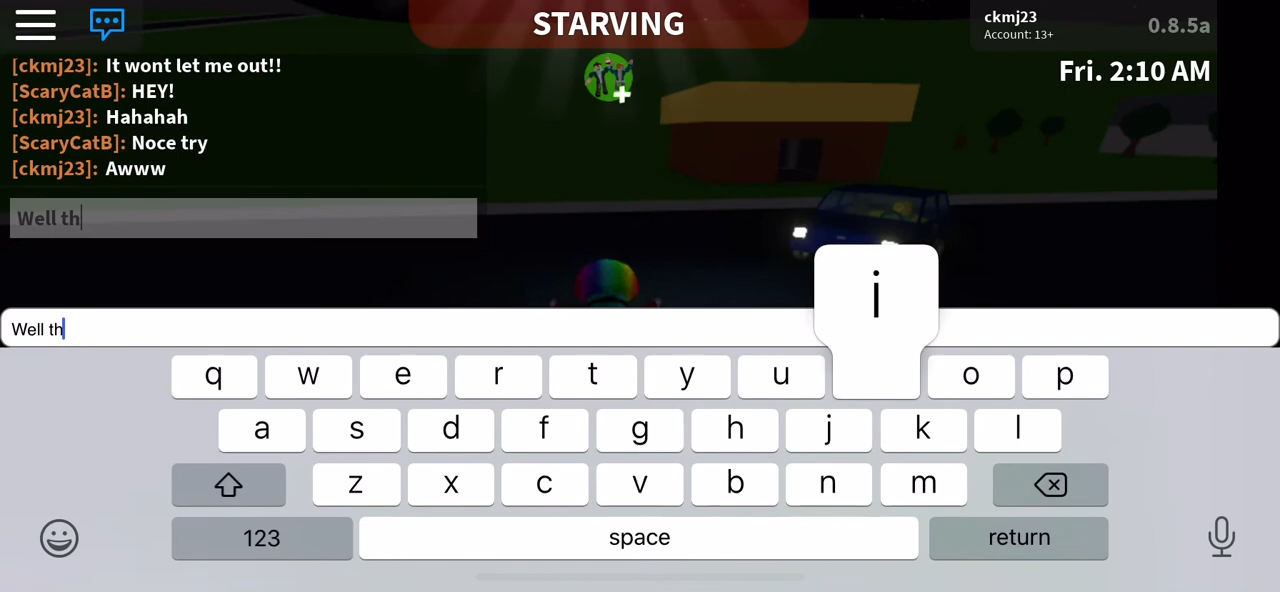 STARVING
ckmj23
Account: 13+
0.8.5a
Fri. 2:10 AM
[ckmj23]: It wont let me out!!
[ScaryCatB]: HEY!
[ckmj23]: Hahahah
[ScaryCatB]: Noce try
[ckmj23]: Awww
Well th
Well th
i
q w e r t y u o p
a s d f g h j k l
z x c v b n m
123 space return